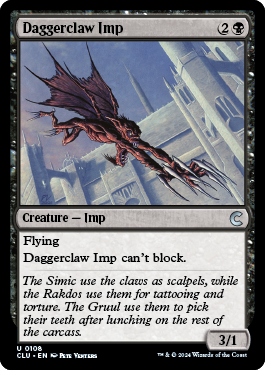 Daggerclaw Imp 2
Creature — Imp
Flying
Daggerclaw Imp can't block.
The Simic use the claws as scalpels, while
the Rakdos use them for tattooing and
torture. The Gruul use them to pick
their teeth after lunching on the rest of
the carcass.
3/1
U 0108
CLU • EN Pete Venters
™ & © 2024 Wizards of the Coast